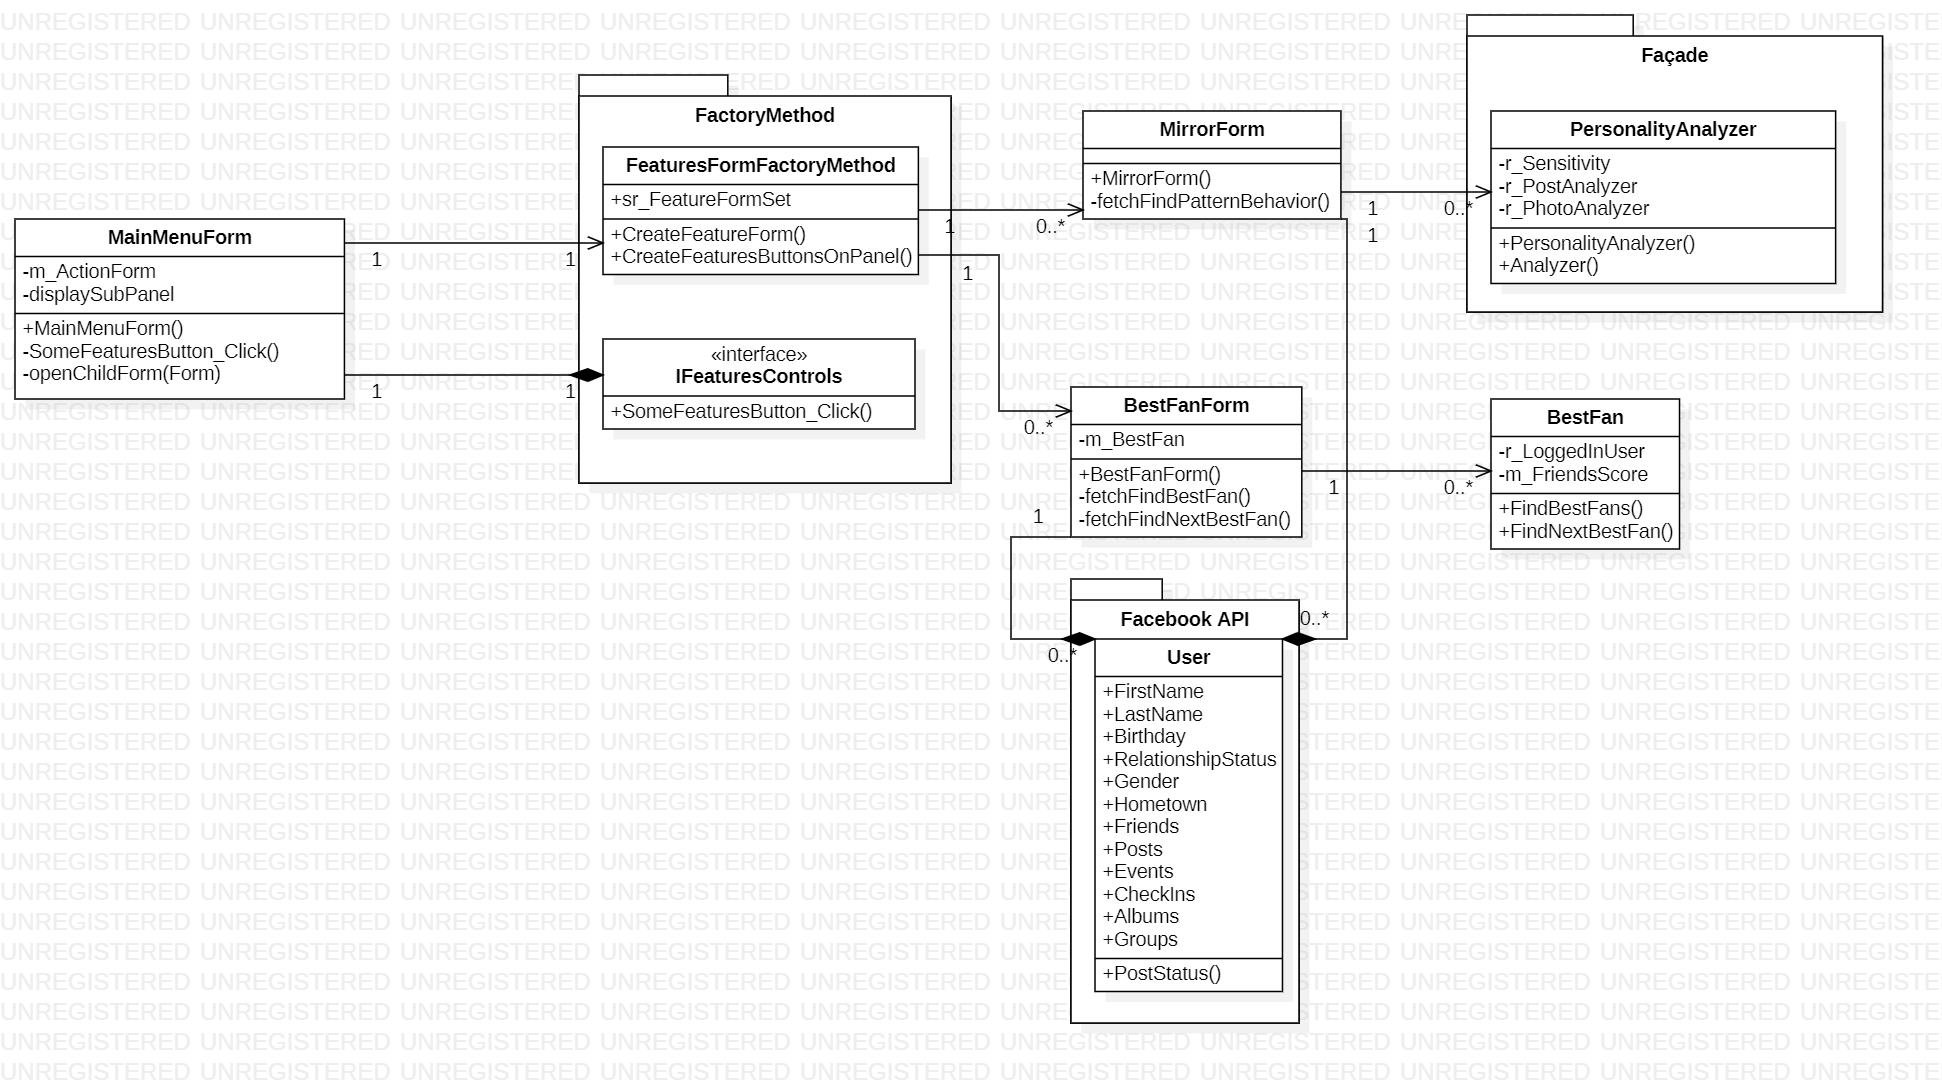 Façade
PersonalityAnalyzer
-r_Sensitivity
-r_PostAnalyzer
-r_PhotoAnalyzer
+PersonalityAnalyzer()
+Analyzer()
FactoryMethod
FeaturesFormFactoryMethod
+sr_FeatureFormSet
+CreateFeatureForm()
+CreateFeaturesButtonsOnPanel()
«interface»
IFeaturesControls
+SomeFeaturesButton_Click()
MirrorForm
+MirrorForm()
-fetchFindPatternBehavior()
MainMenuForm
-m_ActionForm
-displaySubPanel
+MainMenuForm()
-SomeFeaturesButton_Click()
-openChildForm(Form)
1
1
1
1
1
0..*
1
0..*
1
0..*
1
BestFanForm
-m_BestFan
+BestFanForm()
-fetchFindBestFan()
-fetchFindNextBestFan()
1
0..*
BestFan
-r_LoggedInUser
-m_FriendsScore
+FindBestFans()
+FindNextBestFan()
1
0..*
0..*
Facebook API
User
+FirstName
+LastName
+Birthday
+RelationshipStatus
+Gender
+Hometown
+Friends
+Posts
+Events
+CheckIns
+Albums
+Groups
+PostStatus()
UNREGISTERED